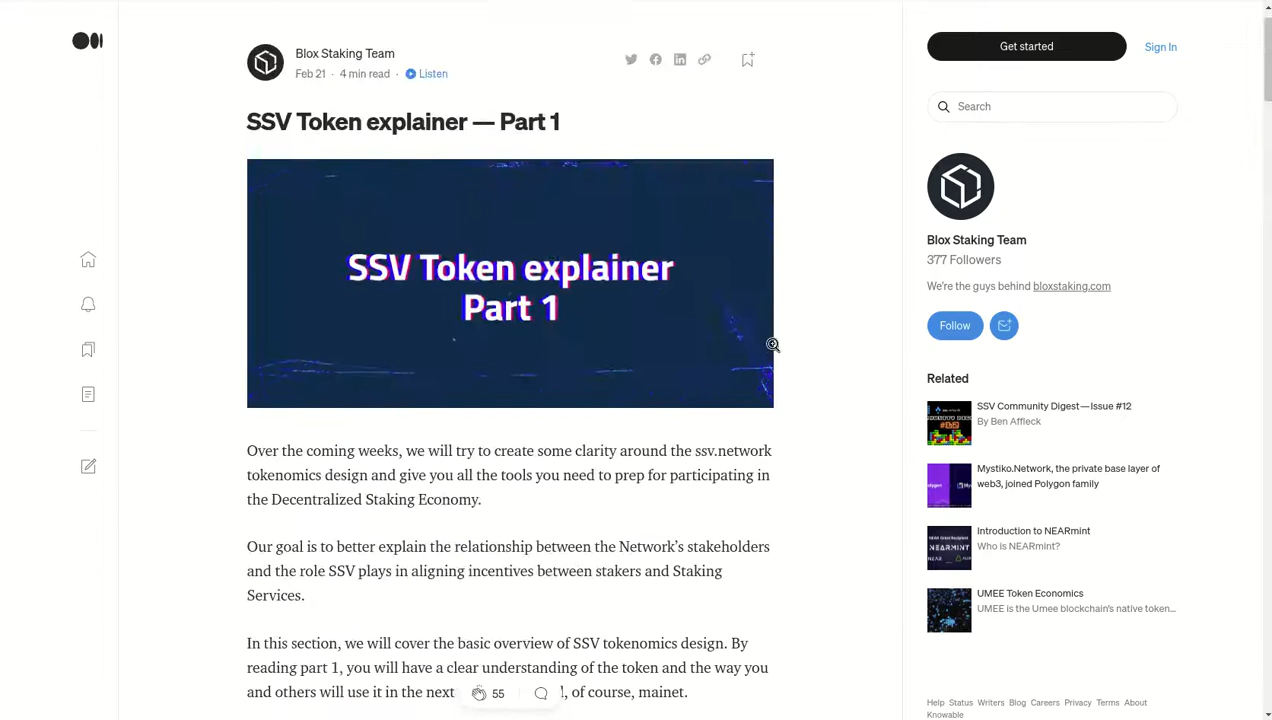 Blox Staking Team
Feb 21 · 4 min read · Listen
SSV Token explainer — Part 1
SSV Token explainer
Part 1
Over the coming weeks, we will try to create some clarity around the ssv.network
tokenomics design and give you all the tools you need to prep for participating in
the Decentralized Staking Economy.
Our goal is to better explain the relationship between the Network's stakeholders
and the role SSV plays in aligning incentives between stakers and Staking
Services.
In this section, we will cover the basic overview of SSV tokenomics design. By
reading part 1, you will have a clear understanding of the token and the way you
and others will use it in the next
, of course, mainet.
55
Get started
Sign In
Search
Blox Staking Team
377 Followers
We're the guys behind bloxstaking.com
Follow
Related
SSV Community Digest — Issue #12
By Ben Affleck
Mystiko.Network, the private base layer of
web3, joined Polygon family
Introduction to NEARmint
Who is NEARmint?
NEARMINT
UMEE Token Economics
UMEE is the Umee blockchain's native token...
Help Status Writers Blog Careers Privacy Terms About
Knowable